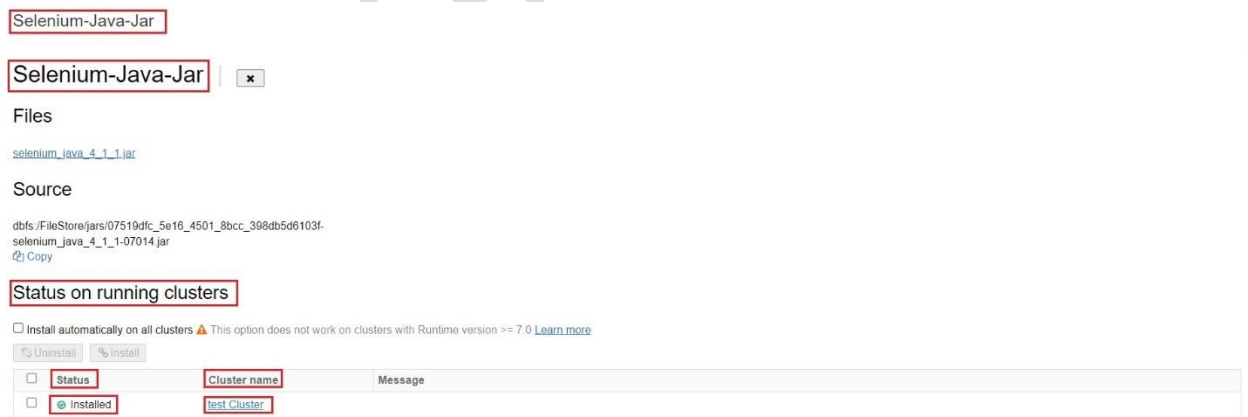 Selenium-Java-Jar
Selenium-Java-Jar
Files
selenium_java_4_1_1.jar
Source
dbfs:/FileStore/jars/07519dfc_5e16_4501_8bcc_398db5d6103f-
selenium_java_4_1_1-07014.jar
Copy
Status on running clusters
Install automatically on all clusters This option does not work on clusters with Runtime version >= 7.0 Learn more
Uninstall Install
Status Cluster name Message
Installed test Cluster